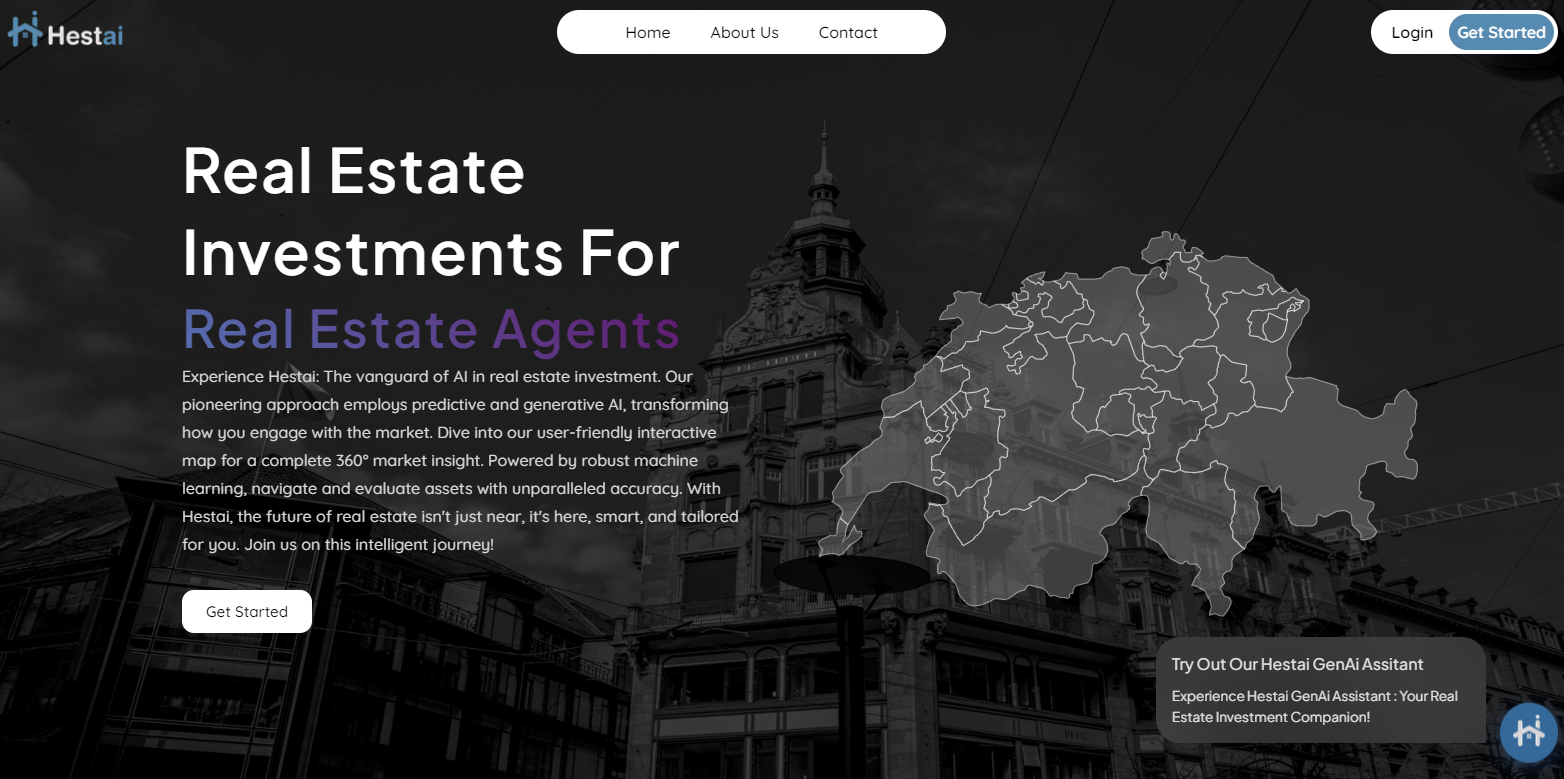 Hestai
Home About Us Contact
Login Get Started
Real Estate
Investments For
Real Estate Agents
Experience Hestai: The vanguard of AI in real estate investment. Our
pioneering approach employs predictive and generative AI, transforming
how you engage with the market. Dive into our user-friendly interactive
map for a complete 360° market insight. Powered by robust machine
learning, navigate and evaluate assets with unparalleled accuracy. With
Hestai, the future of real estate isn't just near, it's here, smart, and tailored
for you. Join us on this intelligent journey!
Get Started
Try Out Our Hestai GenAi Assitant
Experience Hestai GenAi Assistant : Your Real
Estate Investment Companion!